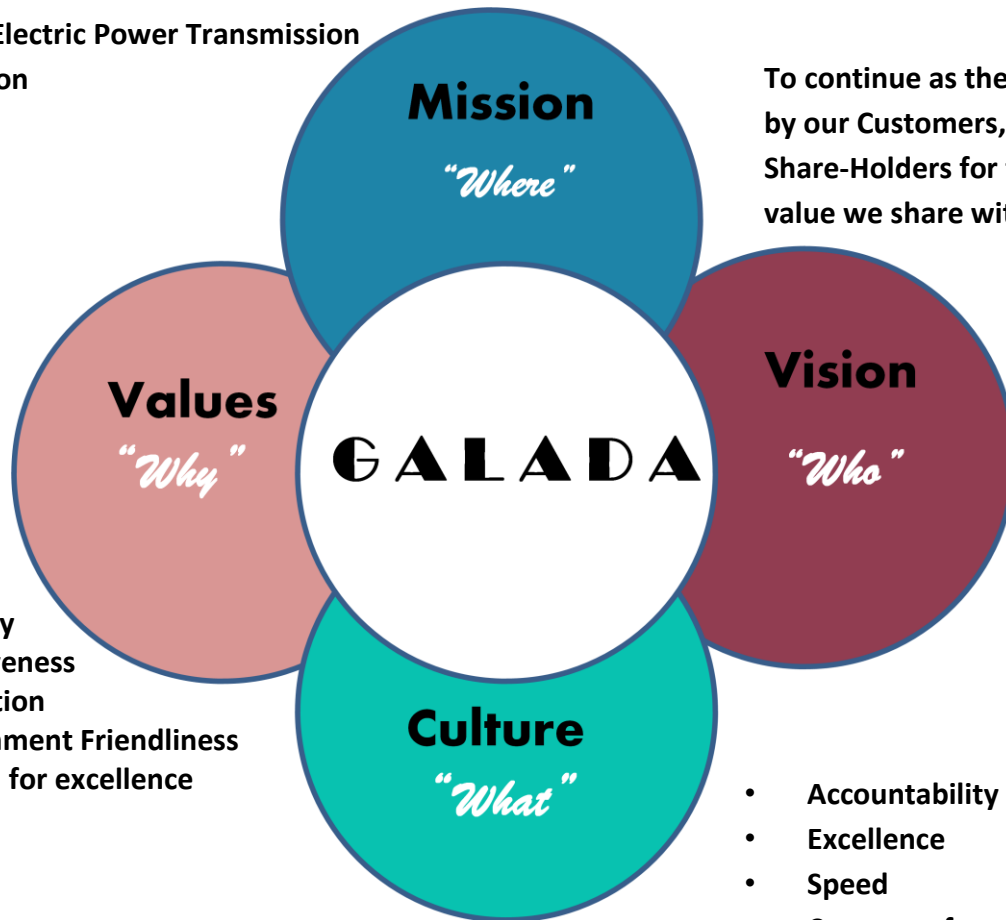 Electric Power Transmission
on
Mission
“Where”
To continue as the
by our Customers,
Share-Holders for
value we share wit
Values
“Why”
GALADA
Vision
“Who”
y
eness
tion
ment Friendliness
for excellence
Culture
“What”
• Accountability
• Excellence
• Speed